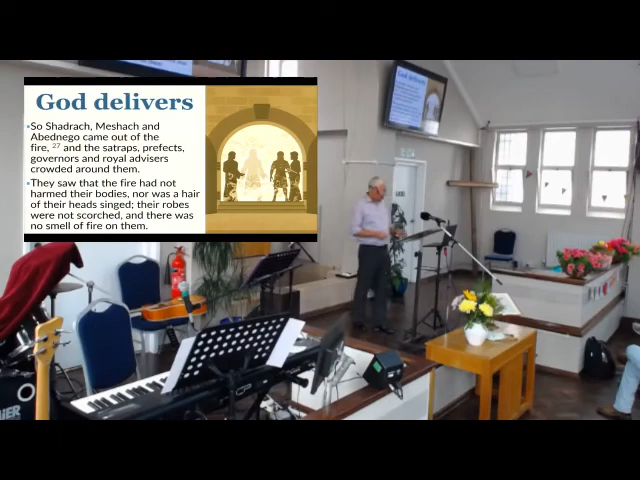 God delivers
So Shadrach, Meshach and
Abednego came out of the
fire, 27 and the satraps, prefects,
governors and royal advisers
crowded around them.
They saw that the fire had not
harmed their bodies, nor was a hair
of their heads singed; their robes
were not scorched, and there was
no smell of fire on them.
God delivers